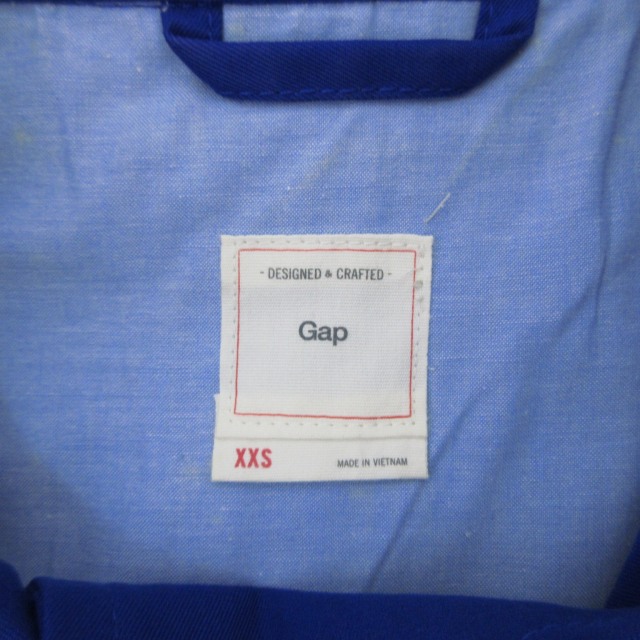 - DESIGNED & CRAFTED -
Gap
XXS MADE IN VIETNAM